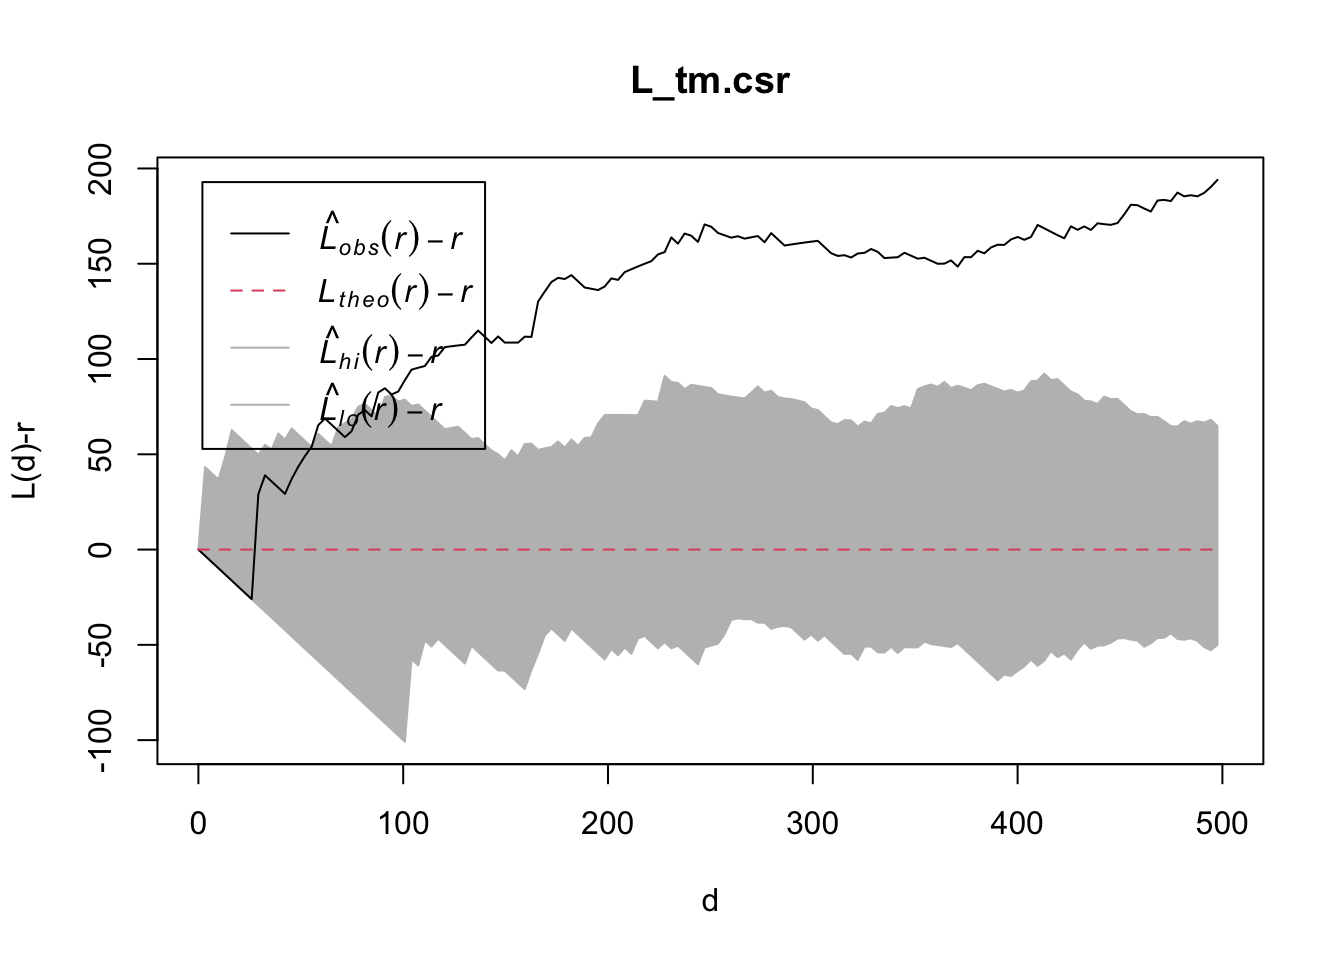 L_tm.csr
L(d)-r
200
150
100
50
0
-50
-100
L̂obs(r) − r
Ltheo(r) − r
L̂hi(r) − r
L̂lo(r) − r
0 100 200 300 400 500
d